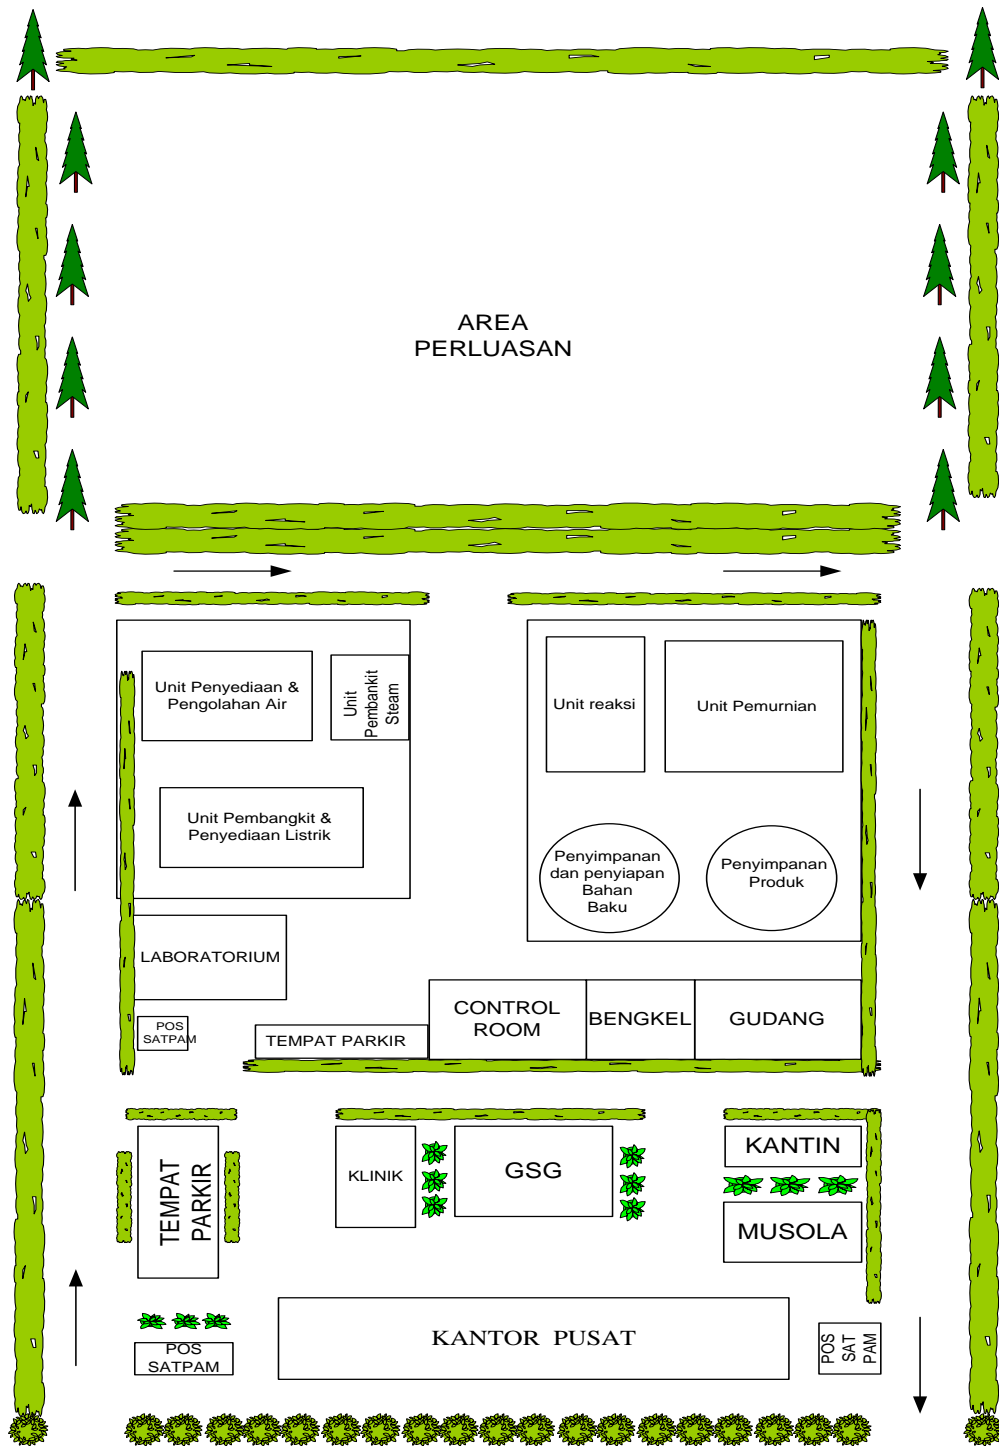 AREA
PERLUASAN
Unit Penyediaan &
Pengolahan Air
Unit
Pembankit
Steam
Unit reaksi
Unit Pemurnian
Unit Pembangkit &
Penyediaan Listrik
Penyimpanan
dan penyiapan
Bahan
Baku
Penyimpanan
Produk
LABORATORIUM
POS
SATPAM
TEMPAT PARKIR
CONTROL
ROOM
BENGKEL
GUDANG
TEMPAT
PARKIR
KLINIK
GSG
KANTIN
MUSOLA
POS
SATPAM
KANTOR PUSAT
POS
SAT
PAM